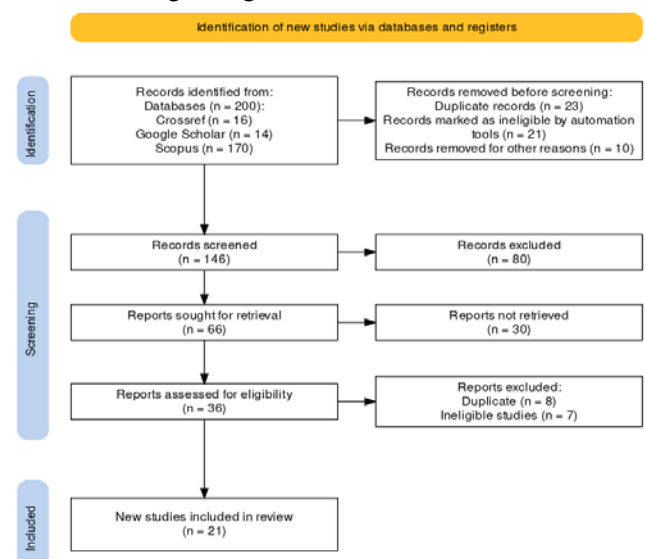 Identification of new studies via databases and registers
Identification
Records identified from:
Databases (n = 200):
Crossref (n = 16)
Google Scholar (n = 14)
Scopus (n = 170)
Records removed before screening:
Duplicate records (n = 23)
Records marked as ineligible by automation
tools (n = 21)
Records removed for other reasons (n = 10)
Screening
Records screened
(n = 146)
Records excluded
(n = 80)
Reports sought for retrieval
(n = 66)
Reports not retrieved
(n = 30)
Reports assessed for eligibility
(n = 36)
Reports excluded:
Duplicate (n = 8)
Ineligible studies (n = 7)
Included
New studies included in review
(n = 21)